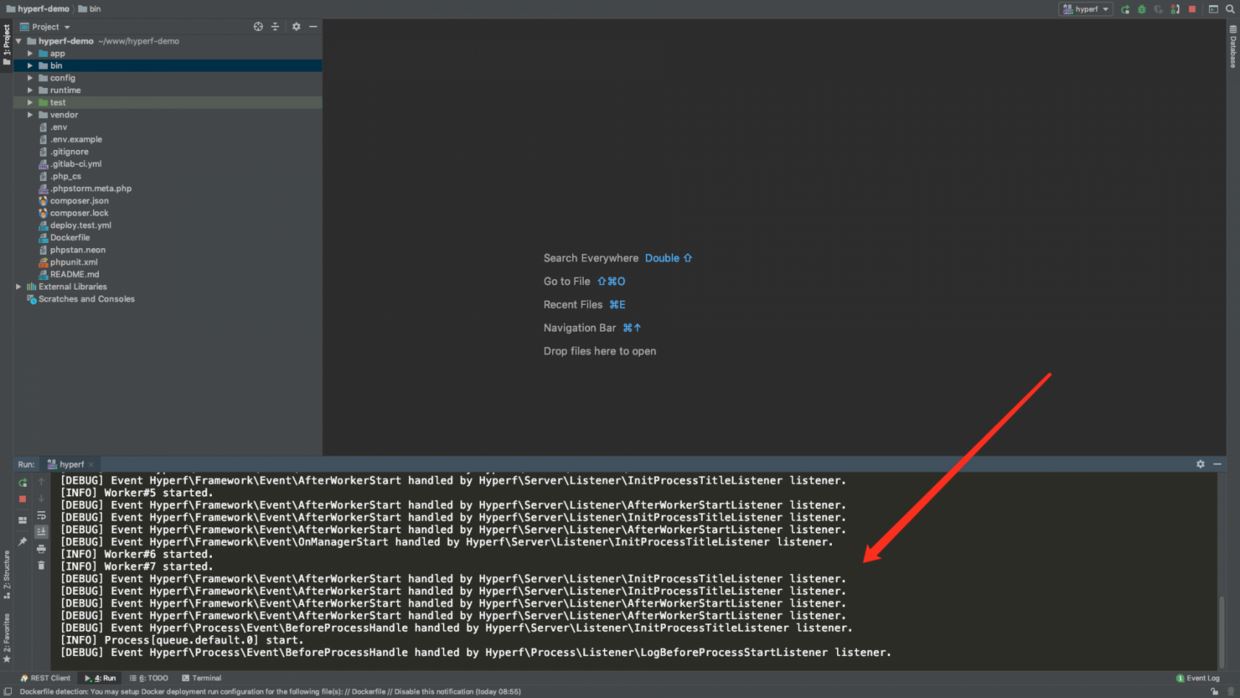 hyperf-demo bin
hyperf
Project
1: Project
Database
hyperf-demo ~/www/hyperf-demo
app
bin
config
runtime
test
vendor
.env
.env.example
.gitignore
.gitlab-ci.yml
.php_cs
.phpstorm.meta.php
composer.json
composer.lock
deploy.test.yml
Dockerfile
phpstan.neon
phpunit.xml
README.md
External Libraries
Scratches and Consoles
Search Everywhere Double ⇧
Go to File ⇧⌘O
Recent Files ⌘E
Navigation Bar ⌘↑
Drop files here to open
Run: hyperf
[DEBUG] Event Hyperf\Framework\Event\AfterWorkerStart handled by Hyperf\Server\Listener\InitProcessTitleListener listener.
[INFO] Worker#5 started.
[DEBUG] Event Hyperf\Framework\Event\AfterWorkerStart handled by Hyperf\Server\Listener\AfterWorkerStartListener listener.
[DEBUG] Event Hyperf\Framework\Event\AfterWorkerStart handled by Hyperf\Server\Listener\InitProcessTitleListener listener.
[DEBUG] Event Hyperf\Framework\Event\AfterWorkerStart handled by Hyperf\Server\Listener\AfterWorkerStartListener listener.
[DEBUG] Event Hyperf\Framework\Event\OnManagerStart handled by Hyperf\Server\Listener\InitProcessTitleListener listener.
[INFO] Worker#6 started.
[INFO] Worker#7 started.
[DEBUG] Event Hyperf\Framework\Event\AfterWorkerStart handled by Hyperf\Server\Listener\InitProcessTitleListener listener.
[DEBUG] Event Hyperf\Framework\Event\AfterWorkerStart handled by Hyperf\Server\Listener\InitProcessTitleListener listener.
[DEBUG] Event Hyperf\Framework\Event\AfterWorkerStart handled by Hyperf\Server\Listener\AfterWorkerStartListener listener.
[DEBUG] Event Hyperf\Framework\Event\AfterWorkerStart handled by Hyperf\Server\Listener\AfterWorkerStartListener listener.
[DEBUG] Event Hyperf\Process\Event\BeforeProcessHandle handled by Hyperf\Server\Listener\InitProcessTitleListener listener.
[INFO] Process[queue.default.0] start.
[DEBUG] Event Hyperf\Process\Event\BeforeProcessHandle handled by Hyperf\Process\Listener\LogBeforeProcessStartListener listener.
2: Structure
2: Favorites
REST Client 4: Run 6: TODO Terminal 1 Event Log
Dockerfile detection: You may setup Docker deployment run configuration for the following file(s): // Dockerfile // Disable this notification (today 08:55)